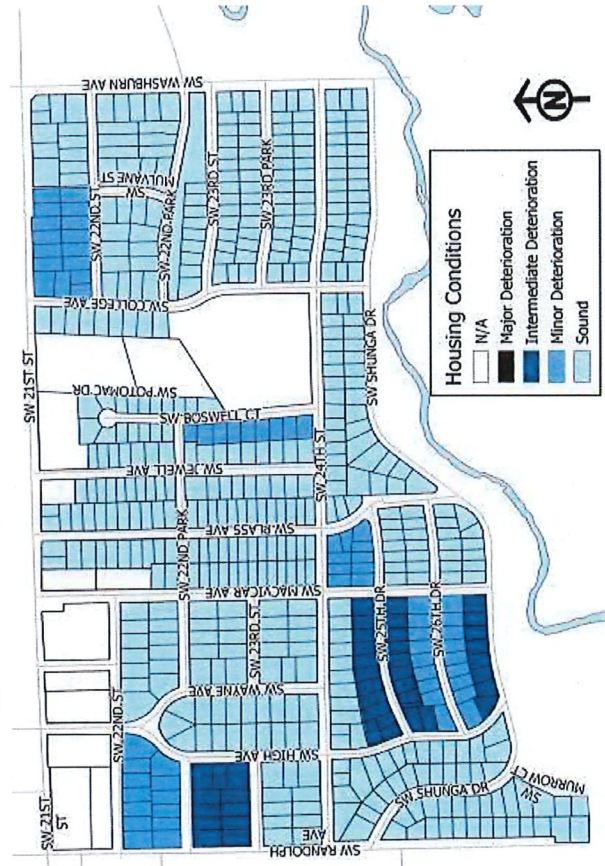 SW 21ST ST
SW 21ST
ST
SW 22ND ST
SW RANDOLPH
AVE
SW HIGH AVE
SW WAYNE AVE
SW 23RD ST
SW MACVICAR AVE
SW 22ND PARK
SW PLASS AVE
SW JEWELL AVE
SW BOSWELL CT
SW POTOMAC DR
SW COLLEGE AVE
SW 22ND ST
SW
MULVANE ST
SW 22ND PARK
SW WASHBURN AVE
SW 23RD ST
SW 23RD PARK
SW 24TH ST
SW SHUNGA DR
SW 25TH DR
SW 26TH DR
SW SHUNGA DR
SW
MURROW CT
N
Housing Conditions
N/A
Major Deterioration
Intermediate Deterioration
Minor Deterioration
Sound